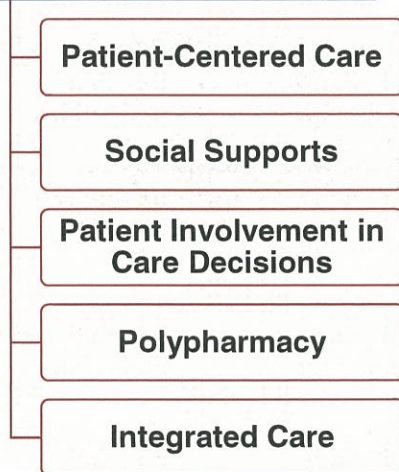 Patient-Centered Care
Social Supports
Patient Involvement in
Care Decisions
Polypharmacy
Integrated Care